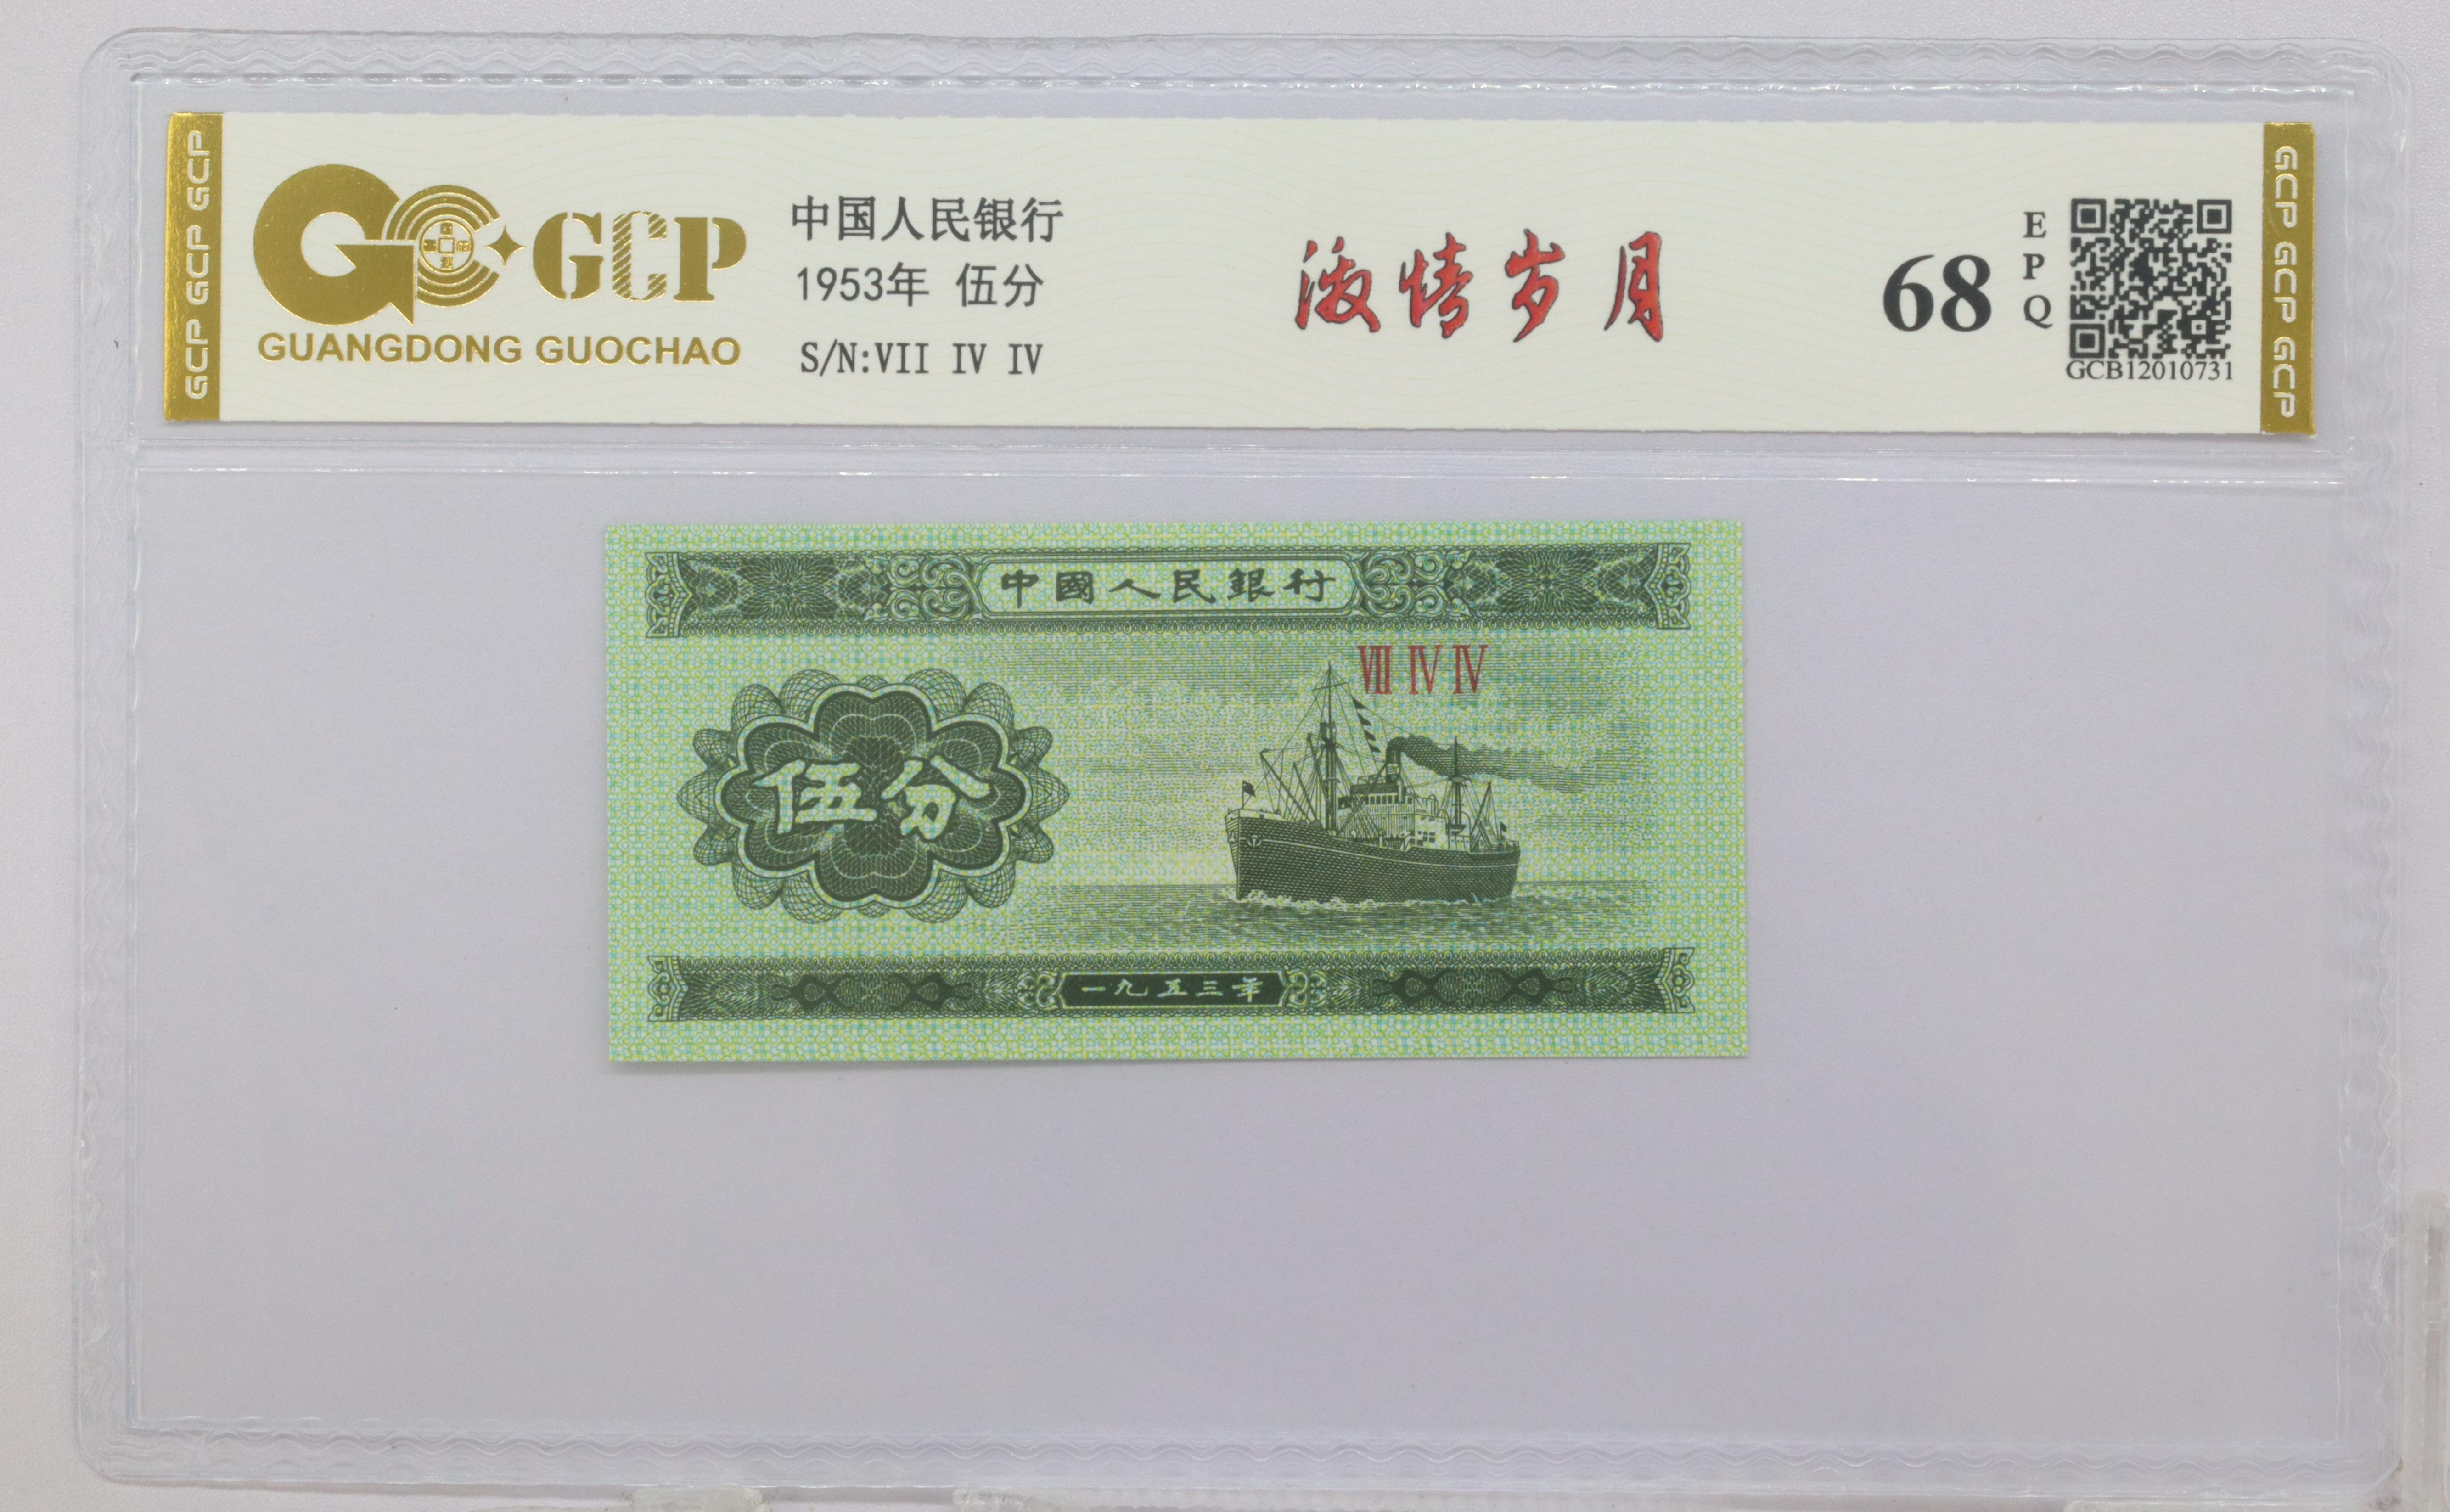 GCP GCP GCP
GCP
GUANGDONG GUOCHAO
中国人民银行
1953年 伍分
S/N:VII IV IV
激情岁月
68
EPQ
GCB12010731
GCP GCP GCP
中國人民銀行
VII IV IV
伍分
一九五三年